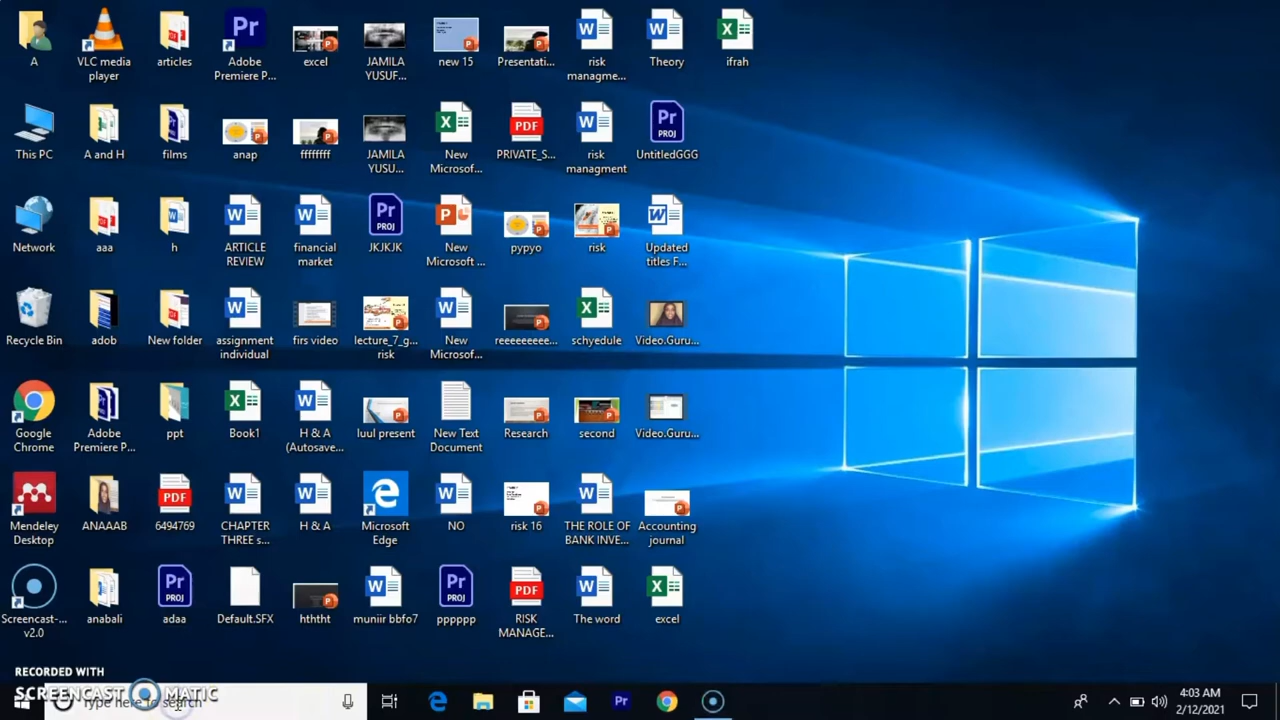 A
VLC media
player
articles
Adobe
Premiere P...
excel
JAMILA
YUSUF...
new 15
Presentati...
risk
managme...
Theory
ifrah
This PC
A and H
films
anap
ffffffff
JAMILA
YUSU...
New
Microsof...
PRIVATE_S...
risk
managment
UntitledGGG
Network
aaa
h
ARTICLE
REVIEW
financial
market
JKJKJK
New
Microsoft ...
pypyo
risk
Updated
titles F...
Recycle Bin
adob
New folder
assignment
individual
firs video
lecture_7_g...
risk
New
Microsof...
reeeeeeeee...
schyedule
Video.Guru...
Google
Chrome
Adobe
Premiere P...
ppt
Book1
H & A
(Autosave...
luul present
New Text
Document
Research
second
Video.Guru...
Mendeley
Desktop
ANAAAB
6494769
CHAPTER
THREE s...
H & A
Microsoft
Edge
NO
risk 16
THE ROLE OF
BANK INVE...
Accounting
journal
Screencast-...
v2.0
anabali
adaa
Default.SFX
hththt
muniir bbfo7
pppppp
RISK
MANAGE...
The word
excel
RECORDED WITH
SCREENCAST MATIC
Type here to search
4:03 AM
2/12/2021